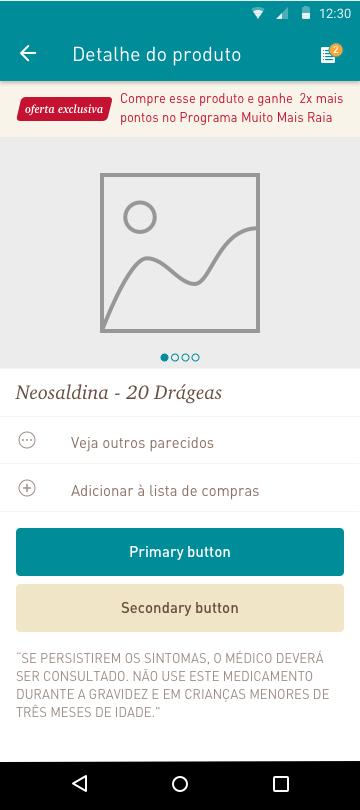 12:30
Detalhe do produto
2
oferta exclusiva
Compre esse produto e ganhe 2x mais
pontos no Programa Muito Mais Raia
Neosaldina - 20 Drágeas
Veja outros parecidos
Adicionar à lista de compras
Primary button
Secondary button
"SE PERSISTIREM OS SINTOMAS, O MÉDICO DEVERÁ
SER CONSULTADO. NÃO USE ESTE MEDICAMENTO
DURANTE A GRAVIDEZ E EM CRIANÇAS MENORES DE
TRÊS MESES DE IDADE."